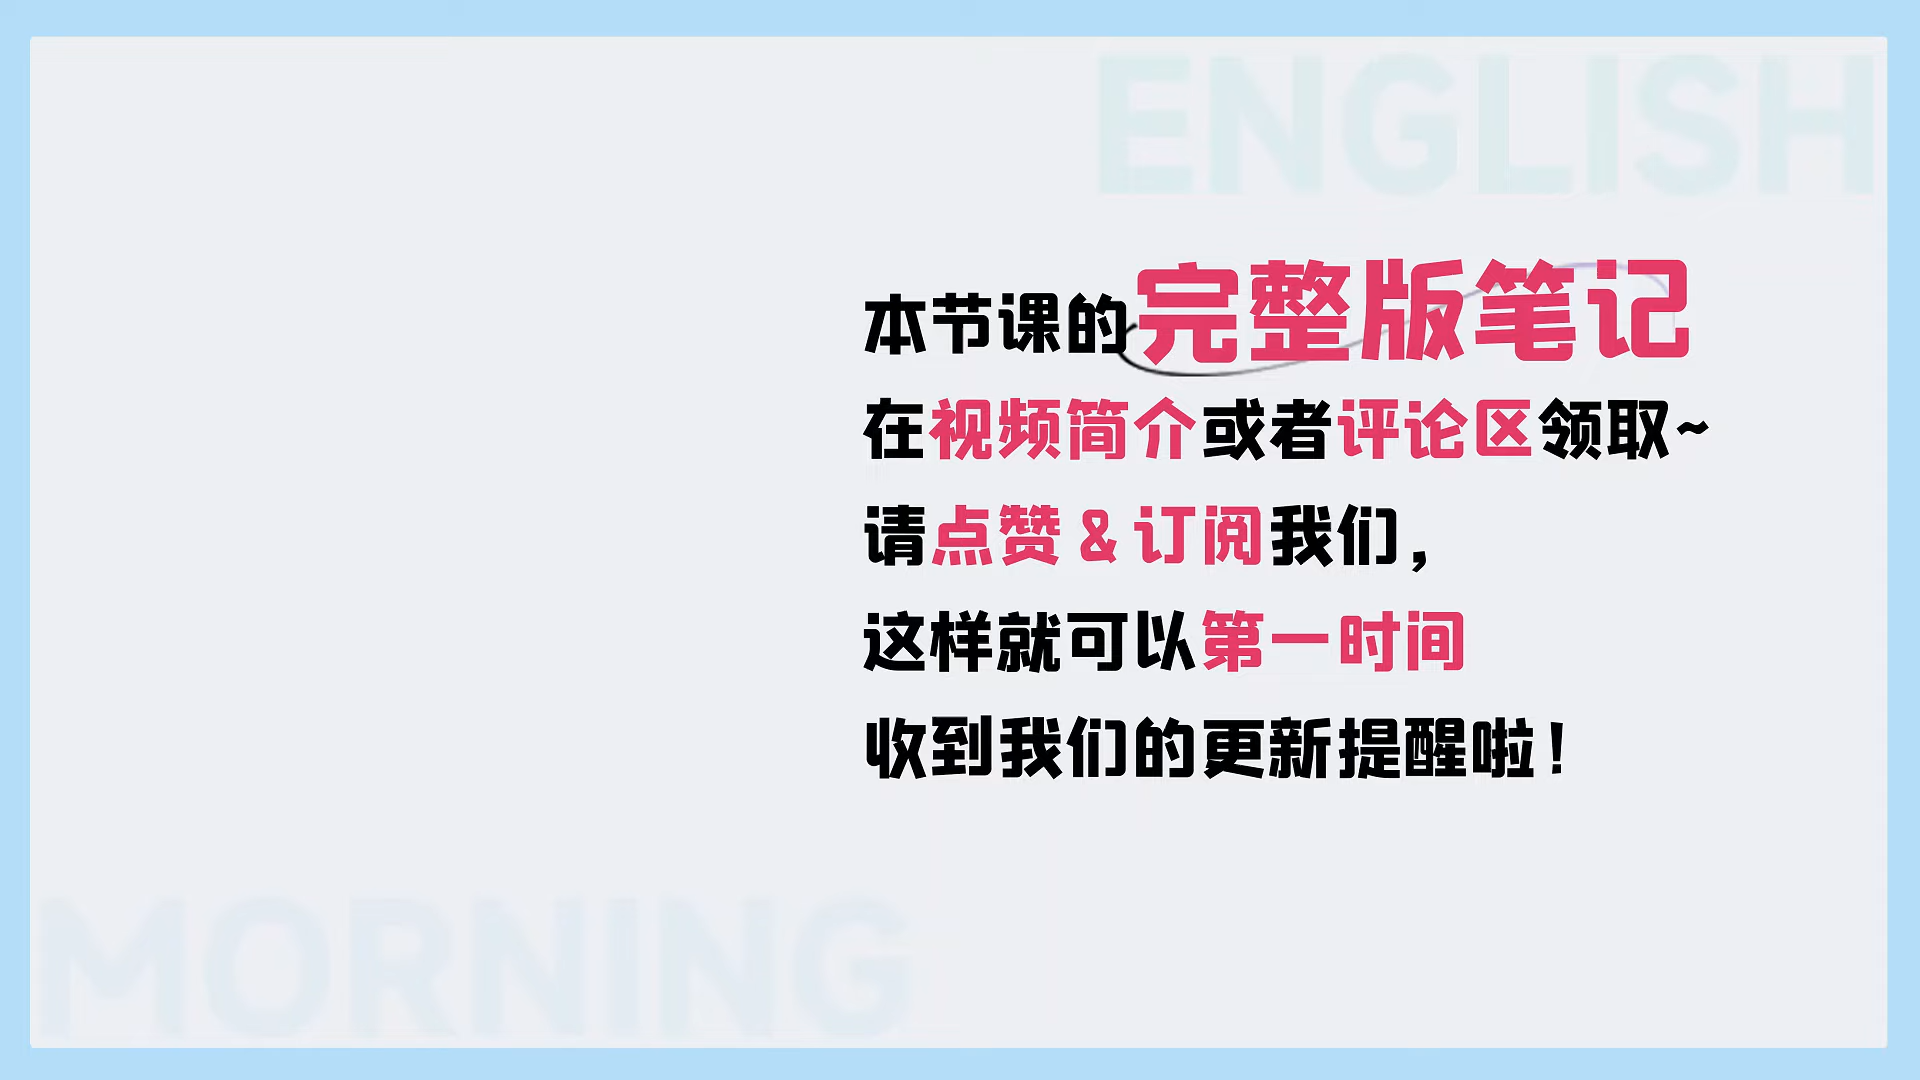 ENGLISH
本节课的完整版笔记
在视频简介或者评论区领取~
请点赞&订阅我们，
这样就可以第一时间
收到我们的更新提醒啦！
MORNING